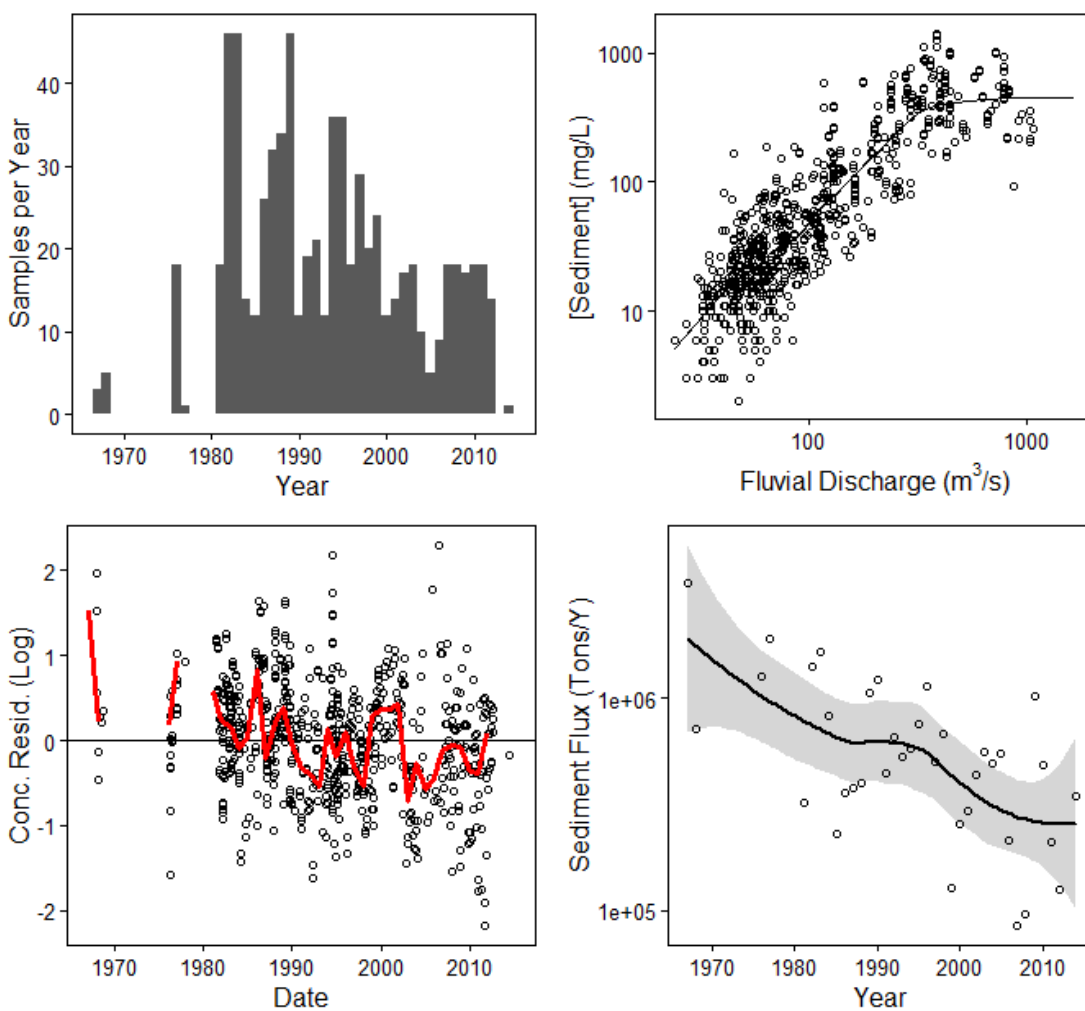 Samples per Year
40
30
20
10
0
1970 1980 1990 2000 2010
Year
[Sediment] (mg/L)
1000
100
10
100 1000
Fluvial Discharge (m³/s)
Conc. Resid. (Log)
2
1
0
-1
-2
1970 1980 1990 2000 2010
Date
Sediment Flux (Tons/Y )
1e+06
1e+05
1970 1980 1990 2000 2010
Year